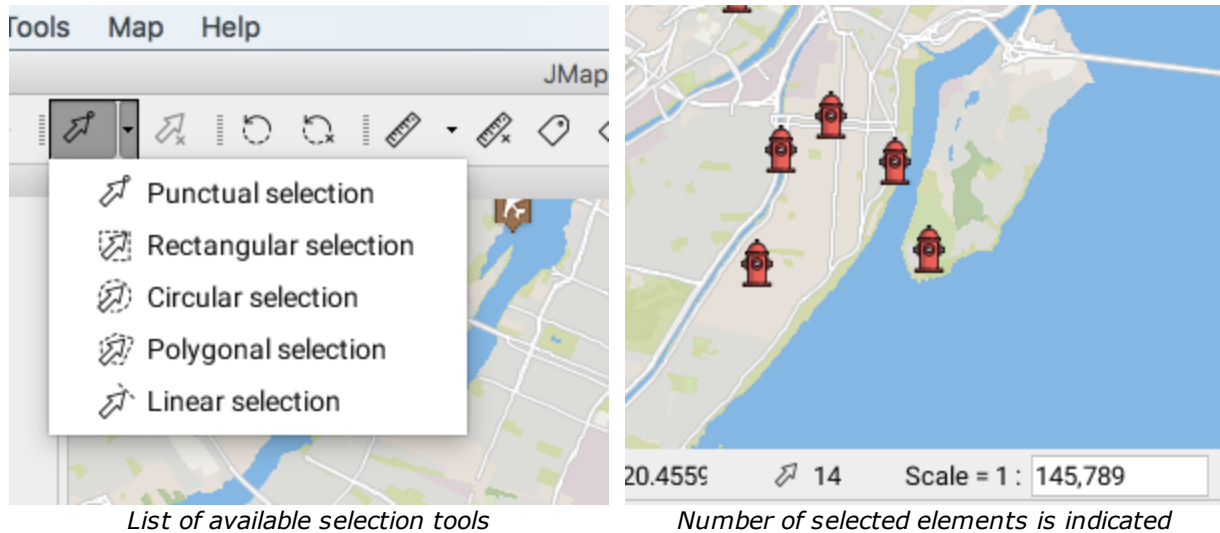 Tools Map Help
JMap
Punctual selection
Rectangular selection
Circular selection
Polygonal selection
Linear selection
20.4559 14 Scale = 1 : 145,789
List of available selection tools
Number of selected elements is indicated